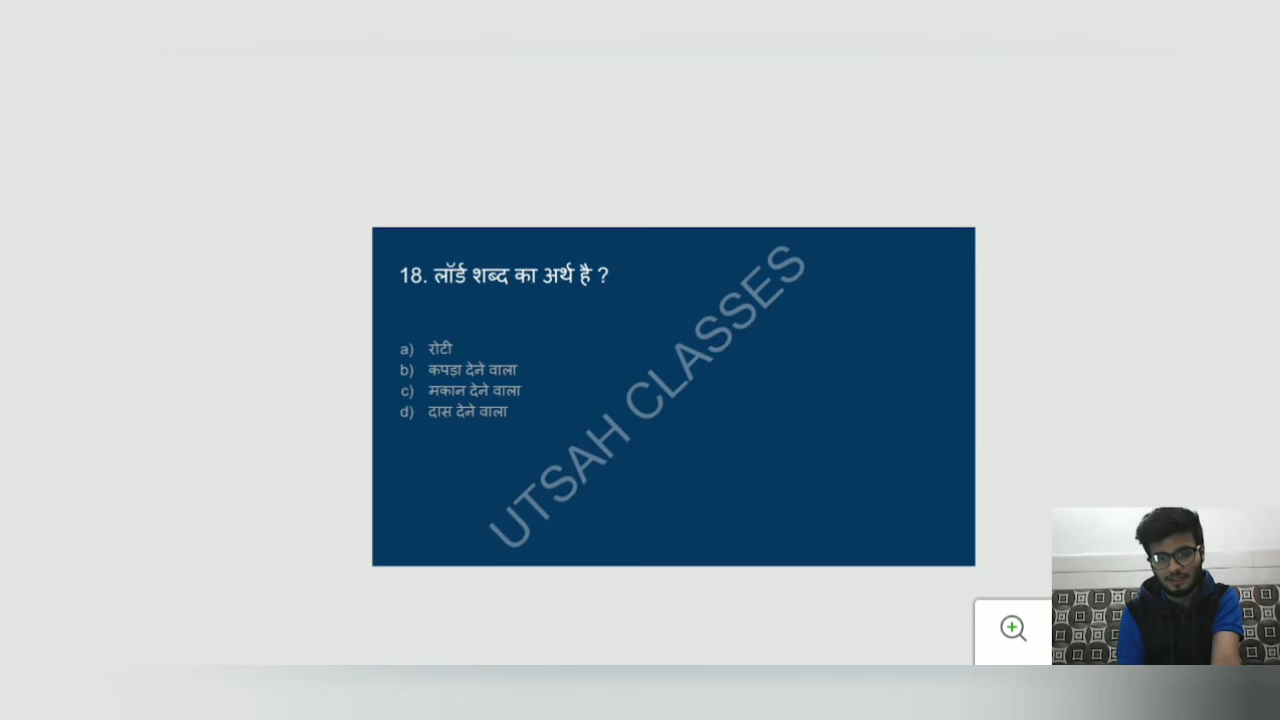 18. लॉर्ड शब्द का अर्थ है ?
a) रोटी
b) कपड़ा देने वाला
c) मकान देने वाला
d) दास देने वाला
UTSAH CLASSES